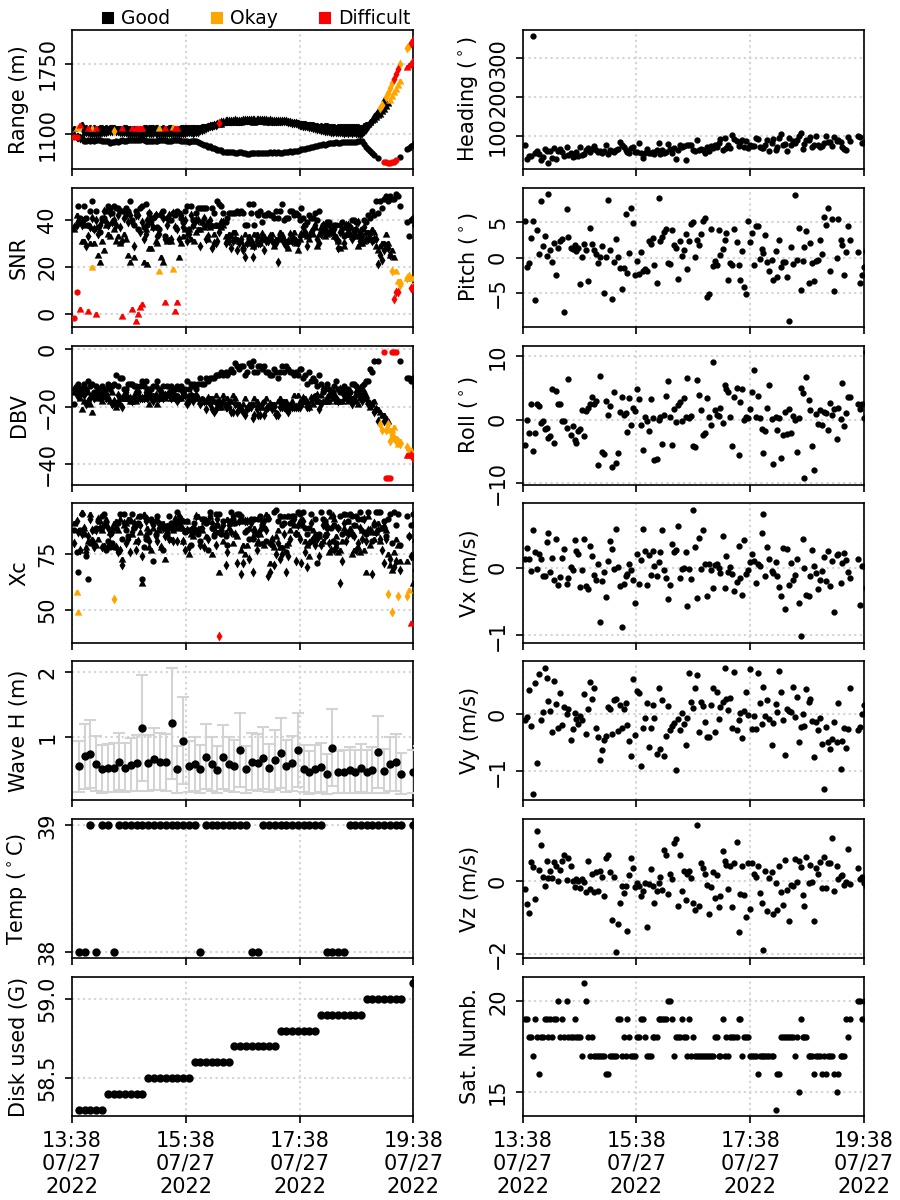 Good Okay Difficult
Range (m)
1750
1100
Heading (°)
300
200
100
SNR
40
20
0
Pitch (°)
5
0
−5
DBV
0
−20
−40
Roll (°)
10
0
−10
Xc
75
50
Vx (m/s)
0
−1
Wave H (m)
2
1
Vy (m/s)
0
−1
Temp (°C)
39
38
Vz (m/s)
0
−2
Disk used (G)
59.0
58.5
Sat. Numb.
20
15
13:38 15:38 17:38 19:38
07/27 07/27 07/27 07/27
2022 2022 2022 2022
13:38 15:38 17:38 19:38
07/27 07/27 07/27 07/27
2022 2022 2022 2022